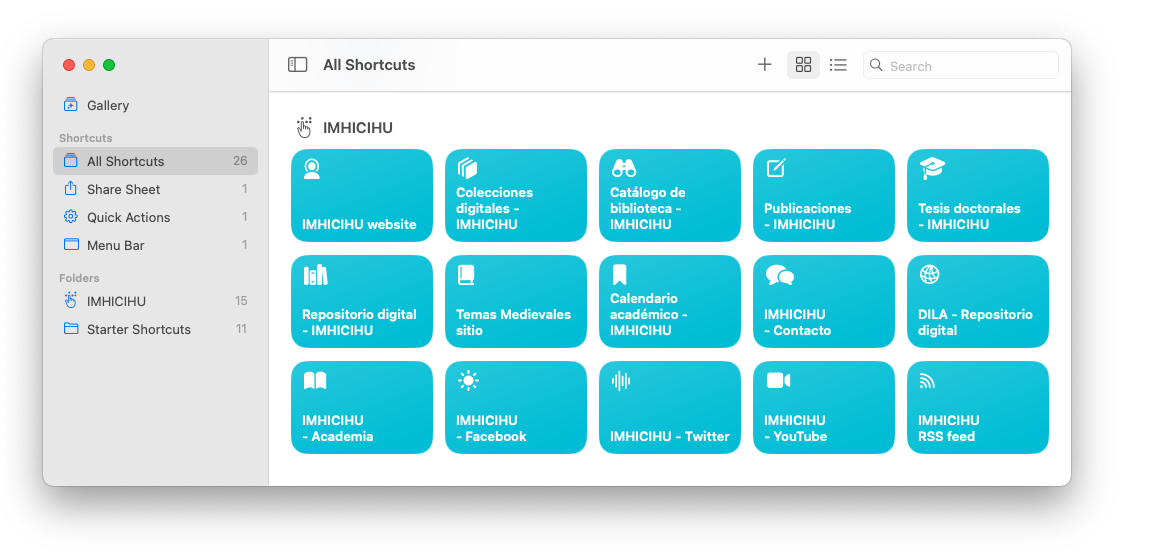 All Shortcuts
Search
Gallery
Shortcuts
All Shortcuts 26
Share Sheet 1
Quick Actions 1
Menu Bar 1
Folders
IMHICIHU 15
Starter Shortcuts 11
IMHICIHU
IMHICIHU website
Colecciones
digitales -
IMHICIHU
Catálogo de
biblioteca -
IMHICIHU
Publicaciones
- IMHICIHU
Tesis doctorales
- IMHICIHU
Repositorio digital
- IMHICIHU
Temas Medievales
sitio
Calendario
académico -
IMHICIHU
IMHICIHU
- Contacto
DILA - Repositorio
digital
IMHICIHU
- Academia
IMHICIHU
- Facebook
IMHICIHU - Twitter
IMHICIHU
- YouTube
IMHICIHU
RSS feed